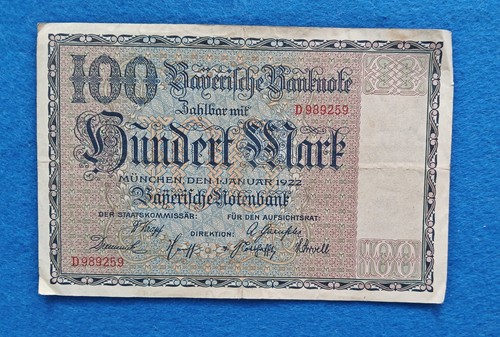 100 Bayerische Banknote
Zahlbar mit D 989259
Hundert Mark
MÜNCHEN, DEN 1. JANUAR 1922
Bayerische Notenbank
DER STAATSKOMMISSÄR: FÜR DEN AUFSICHTSRAT:
DIREKTION:
D 989259
100